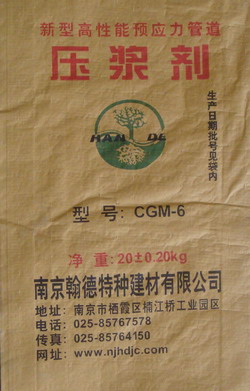 新型高性能预应力管道
压浆剂
生产日期批号见袋内
HAN DE
型号: CGM-6
净重:20±0.20kg
南京翰德特种建材有限公司
地址: 南京市栖霞区楠江桥工业园区
电话: 025-85767578
传真: 025-85764150
网址: www.njhdjc.com